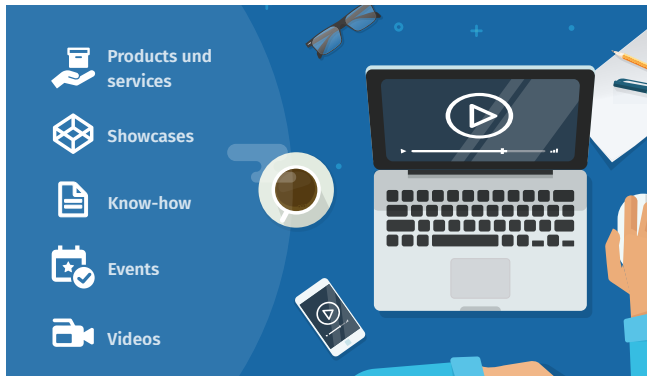 Products und
services
Showcases
Know-how
Events
Videos